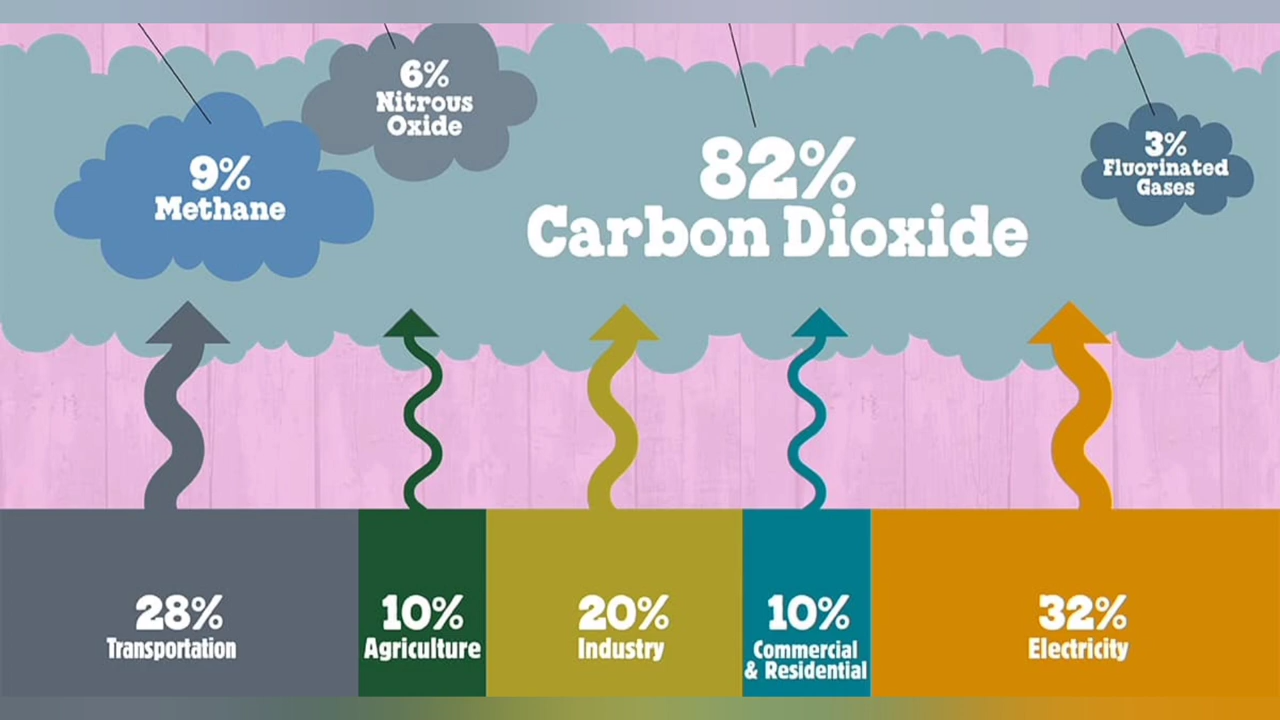 6%
Nitrous
Oxide
9%
Methane
82%
Carbon Dioxide
3%
Fluorinated
Gases
28%
Transportation
10%
Agriculture
20%
Industry
10%
Commercial
& Residential
32%
Electricity